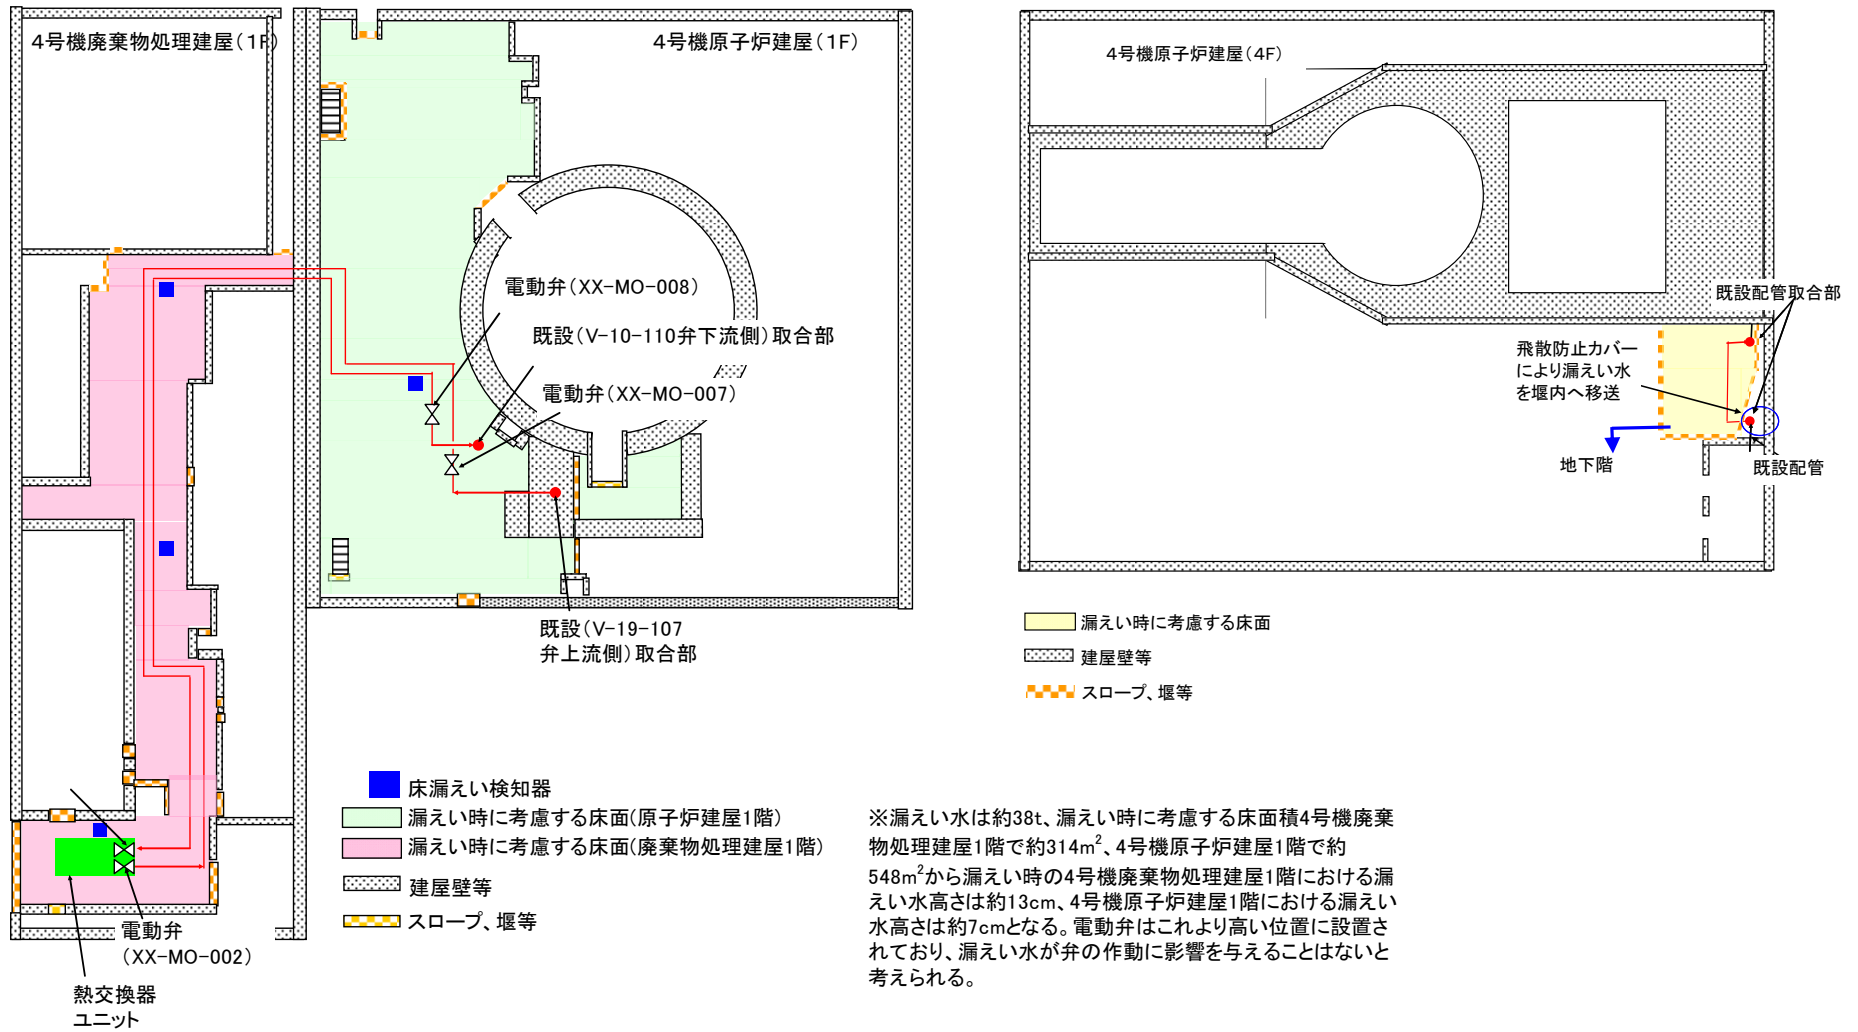 4号機廃棄物処理建屋(1F)
4号機原子炉建屋(1F)
電動弁(XX-MO-008)
既設(V-10-110弁下流側)取合部
電動弁(XX-MO-007)
既設(V-19-107
弁上流側)取合部
電動弁
(XX-MO-002)
熱交換器
ユニット
床漏えい検知器
漏えい時に考慮する床面(原子炉建屋1階)
漏えい時に考慮する床面(廃棄物処理建屋1階)
建屋壁等
スロープ、堰等
4号機原子炉建屋(4F)
既設配管取合部
飛散防止カバー
により漏えい水
を堰内へ移送
地下階
既設配管
漏えい時に考慮する床面
建屋壁等
スロープ、堰等
※漏えい水は約38t、漏えい時に考慮する床面積4号機廃棄
物処理建屋1階で約314m²、4号機原子炉建屋1階で約
548m²から漏えい時の4号機廃棄物処理建屋1階における漏
えい水高さは約13cm、4号機原子炉建屋1階における漏えい
水高さは約7cmとなる。電動弁はこれより高い位置に設置さ
れており、漏えい水が弁の作動に影響を与えることはないと
考えられる。